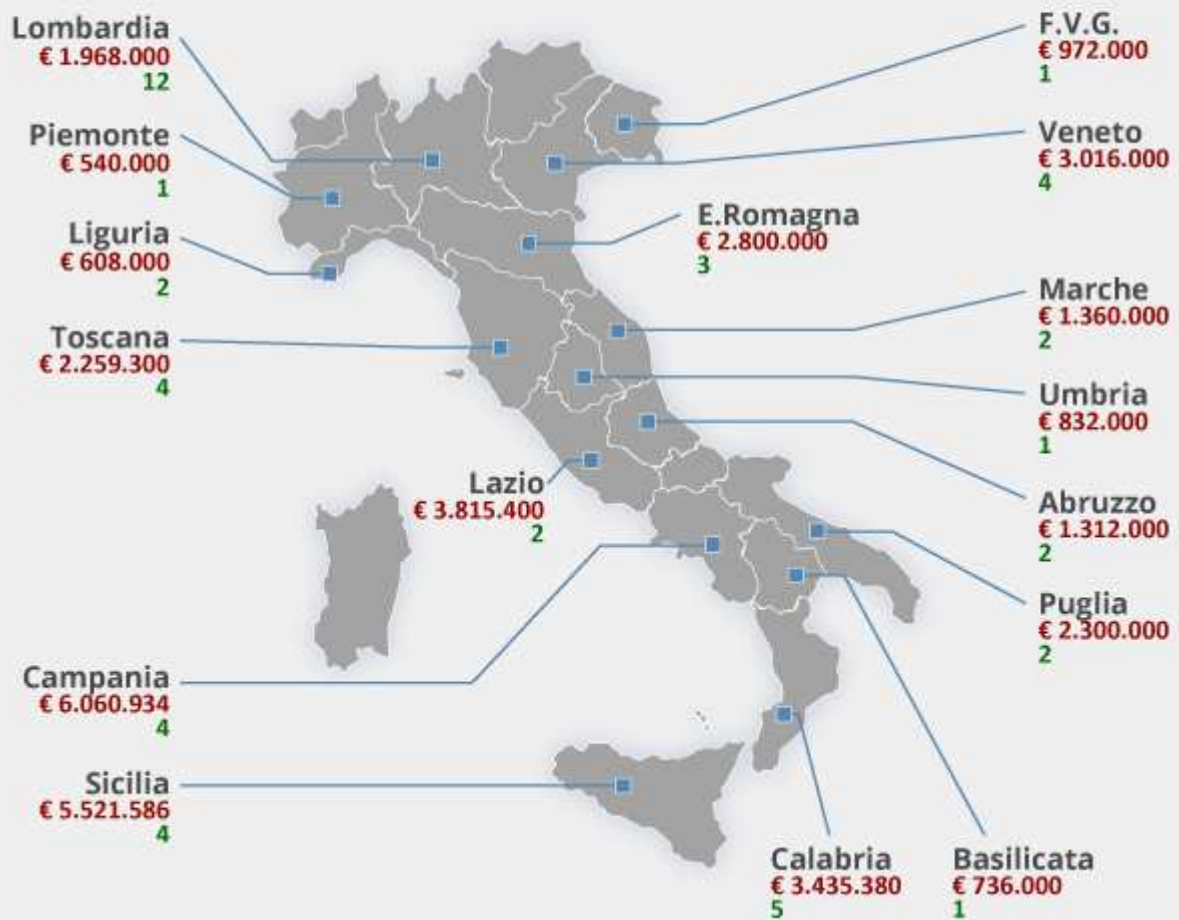 Lombardia
€ 1.968.000
12
Piemonte
€ 540.000
1
Liguria
€ 608.000
2
Toscana
€ 2.259.300
4
Lazio
€ 3.815.400
2
Campania
€ 6.060.934
4
Sicilia
€ 5.521.586
4
F.V.G.
€ 972.000
1
Veneto
€ 3.016.000
4
E.Romagna
€ 2.800.000
3
Marche
€ 1.360.000
2
Umbria
€ 832.000
1
Abruzzo
€ 1.312.000
2
Puglia
€ 2.300.000
2
Calabria
€ 3.435.380
5
Basilicata
€ 736.000
1